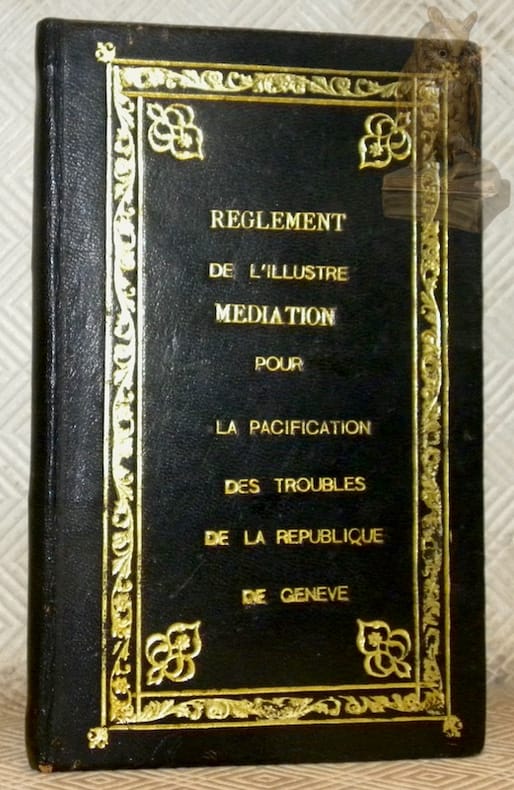 REGLEMENT
DE L'ILLUSTRE
MEDIATION
POUR
LA PACIFICATION
DES TROUBLES
DE LA REPUBLIQUE
DE GENEVE